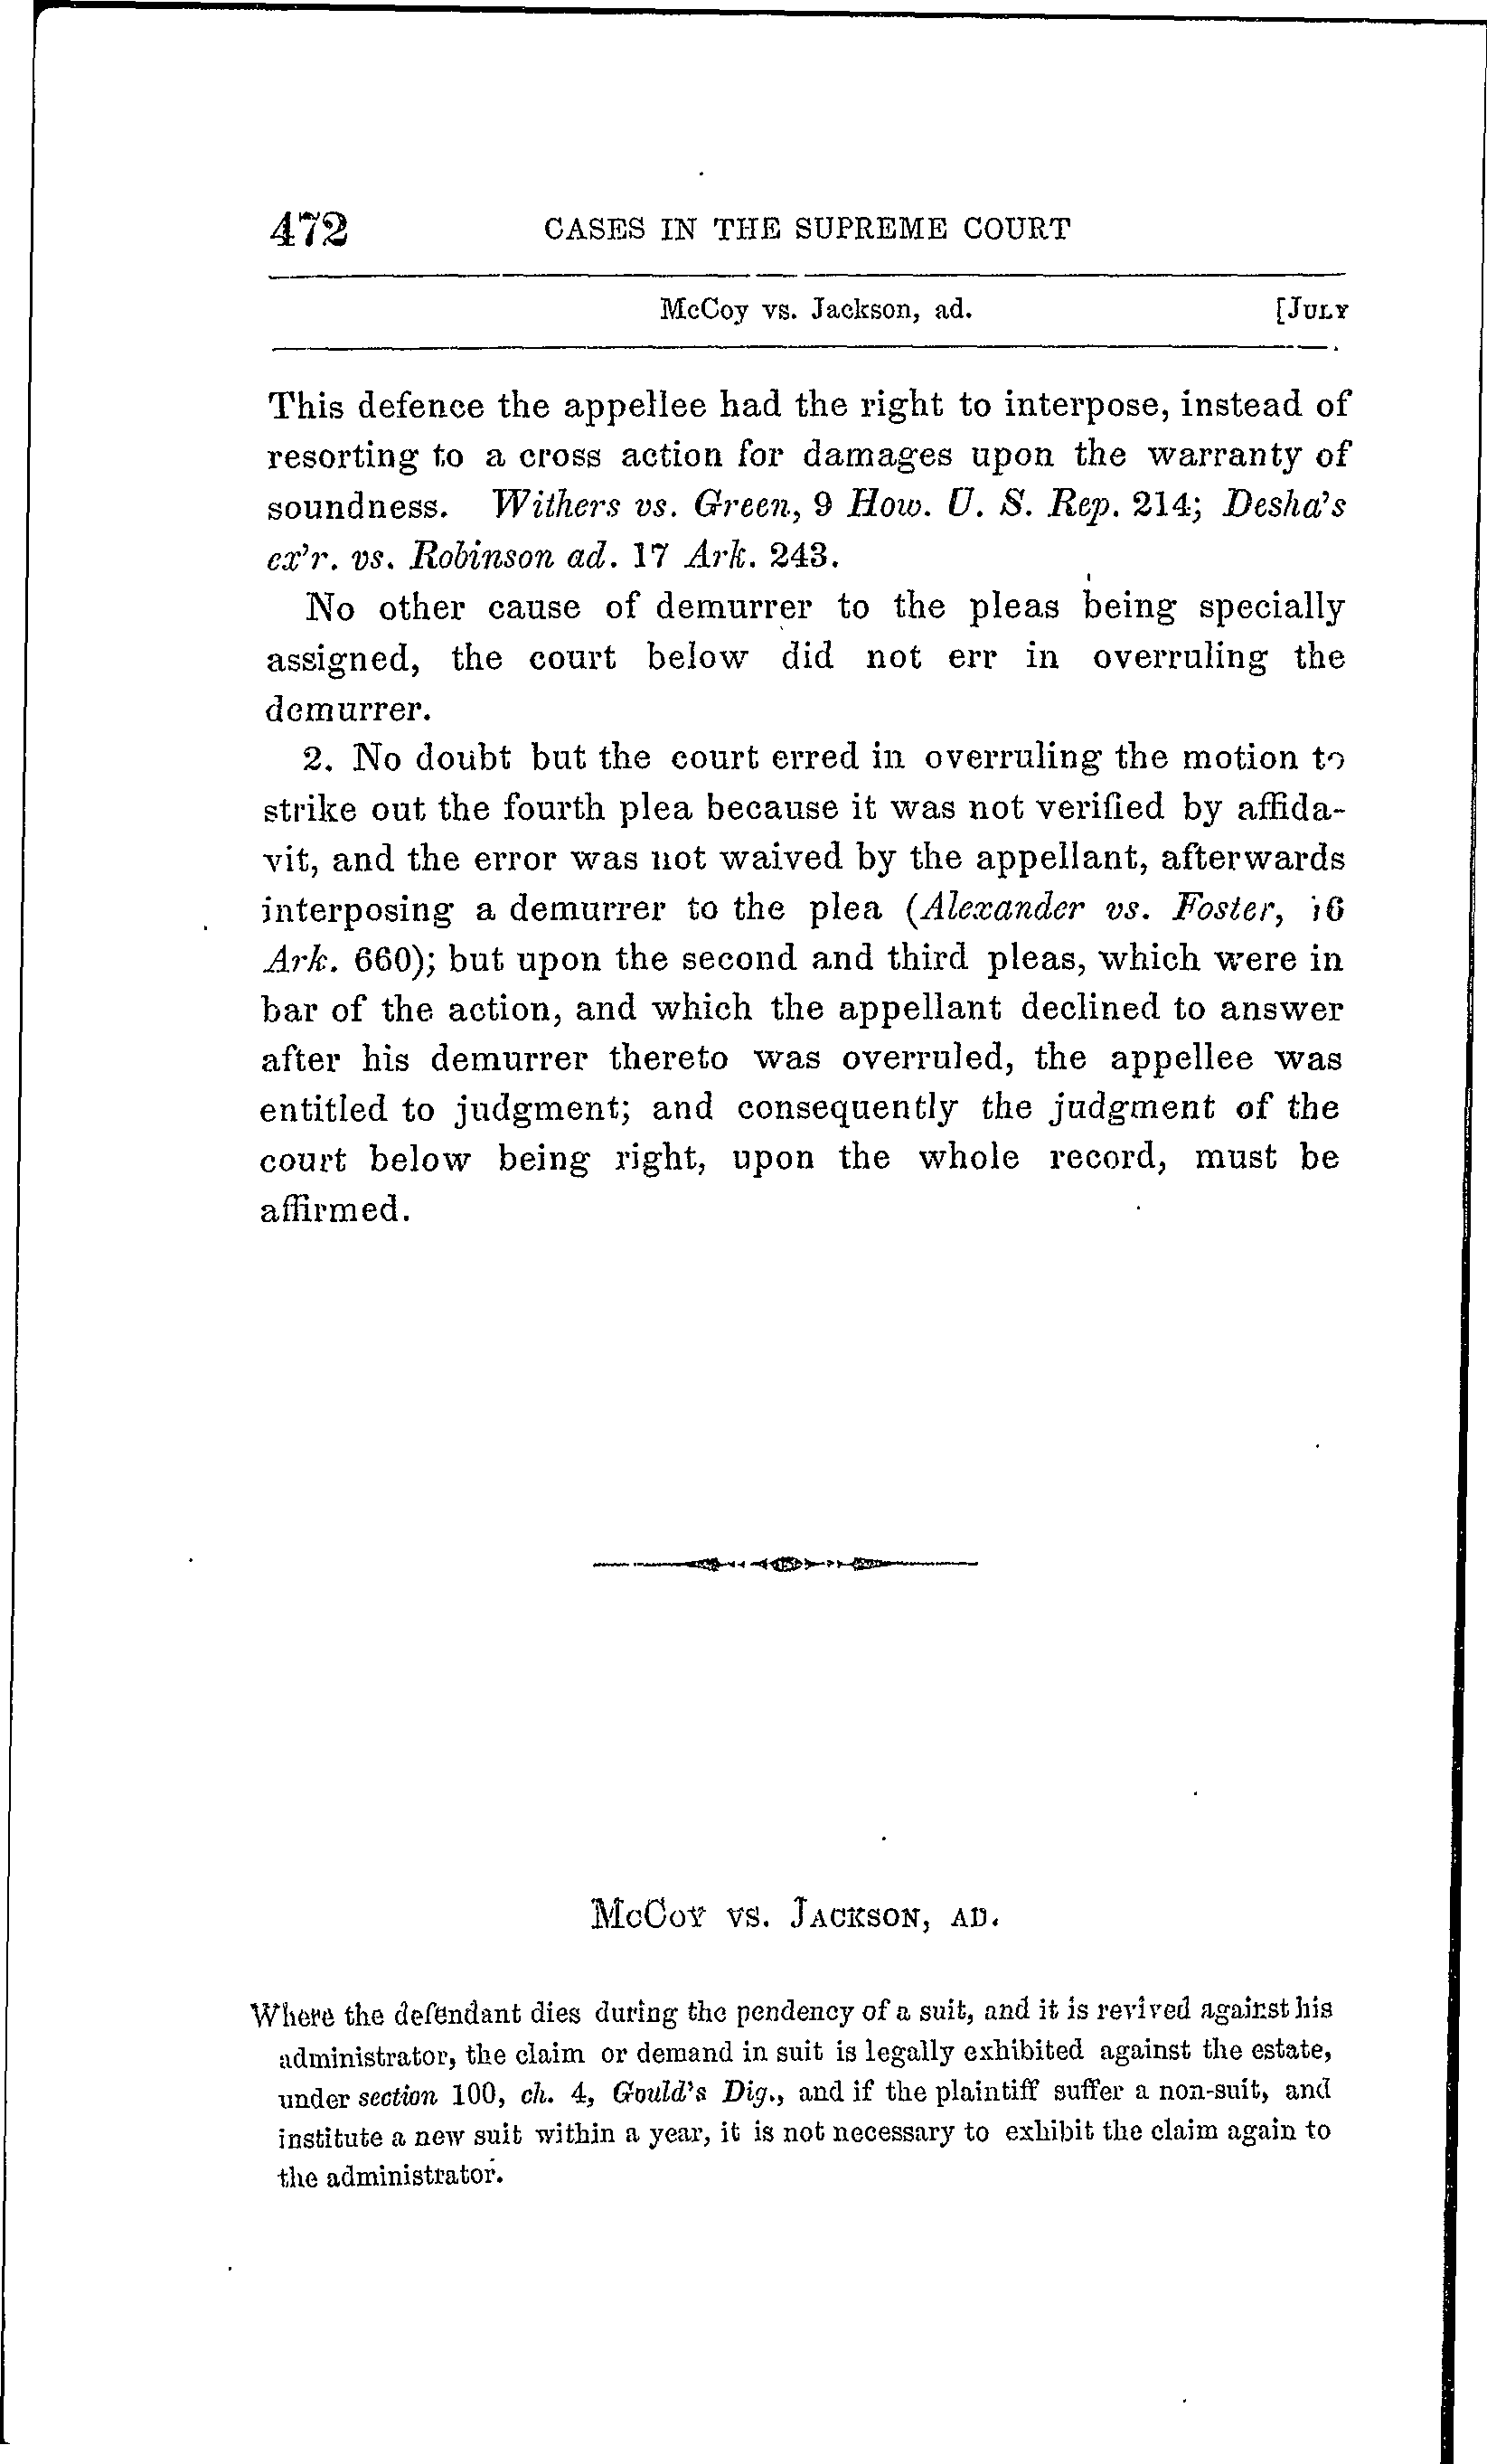 472 CASES IN THE SUPREME COURT
McCoy vs. Jackson, ad. [JULY
This defence the appellee had the right to interpose, instead of
resorting to a cross action for damages upon the warranty of
soundness. Withers vs. Green, 9 How. U. S. Rep. 214; Desha's
ex'r. vs. Robinson ad. 17 Ark. 243.
No other cause of demurrer to the pleas being specially
assigned, the court below did not err in overruling the
demurrer.
2. No doubt but the court erred in overruling the motion to
strike out the fourth plea because it was not verified by affida-
vit, and the error was not waived by the appellant, afterwards
interposing a demurrer to the plea (Alexander vs. Foster, 16
Ark. 660); but upon the second and third pleas, which were in
bar of the action, and which the appellant declined to answer
after his demurrer thereto was overruled, the appellee was
entitled to judgment; and consequently the judgment of the
court below being right, upon the whole record, must be
affirmed.
McCOY VS. JACKSON, AD.
Where the defendant dies during the pendency of a suit, and it is revived against his
administrator, the claim or demand in suit is legally exhibited against the estate,
under section 100, ch. 4, Gould's Dig., and if the plaintiff suffer a non-suit, and
institute a new suit within a year, it is not necessary to exhibit the claim again to
the administrator.